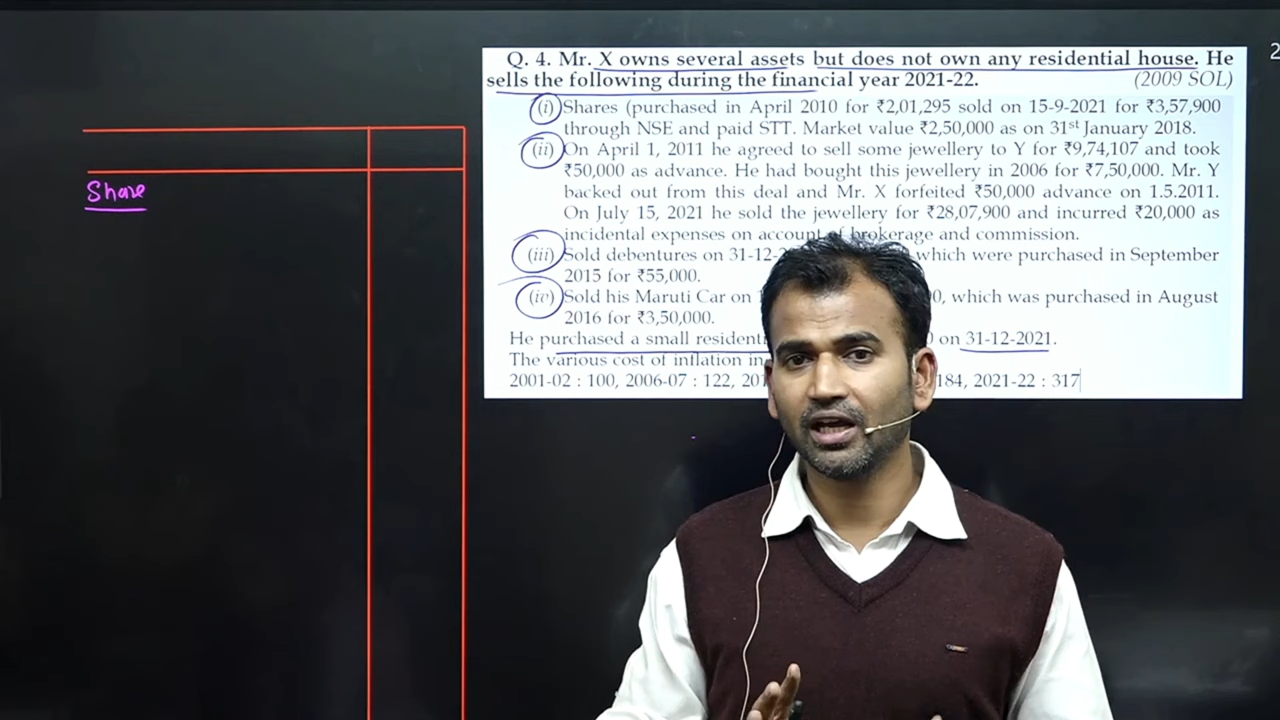 2
Q. 4. Mr. X owns several assets but does not own any residential house. He
sells the following during the financial year 2021-22. (2009 SOL)
(i) Shares (purchased in April 2010 for ₹2,01,295 sold on 15-9-2021 for ₹3,57,900
through NSE and paid STT. Market value ₹2,50,000 as on 31st January 2018.
(ii) On April 1, 2011 he agreed to sell some jewellery to Y for ₹9,74,107 and took
₹50,000 as advance. He had bought this jewellery in 2006 for ₹7,50,000. Mr. Y
backed out from this deal and Mr. X forfeited ₹50,000 advance on 1.5.2011.
On July 15, 2021 he sold the jewellery for ₹28,07,900 and incurred ₹20,000 as
incidental expenses on account of brokerage and commission.
(iii) Sold debentures on 31-12- which were purchased in September
2015 for ₹55,000.
(iv) Sold his Maruti Car on 0, which was purchased in August
2016 for ₹3,50,000.
He purchased a small on 31-12-2021.
The various cost of inflation
2001-02 : 100, 2006-07 : 122, 184, 2021-22 : 317
Share